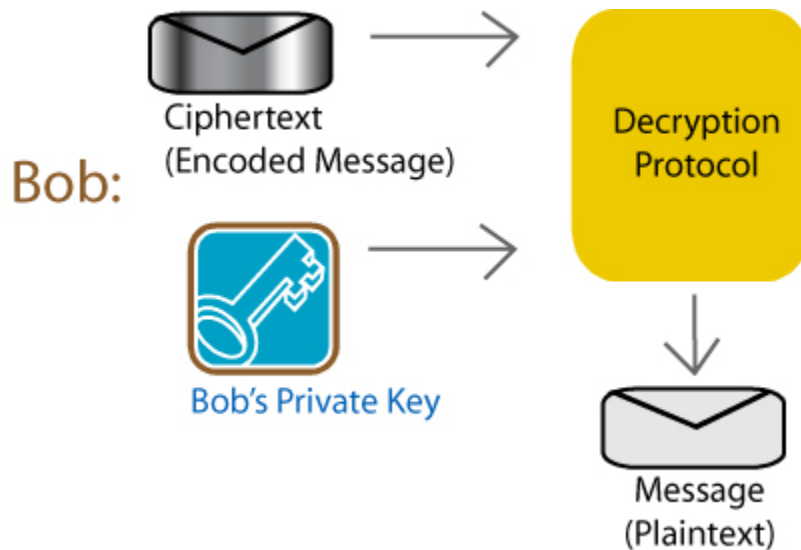 Ciphertext
(Encoded Message)
Bob:
Bob's Private Key
Decryption
Protocol
Message
(Plaintext)